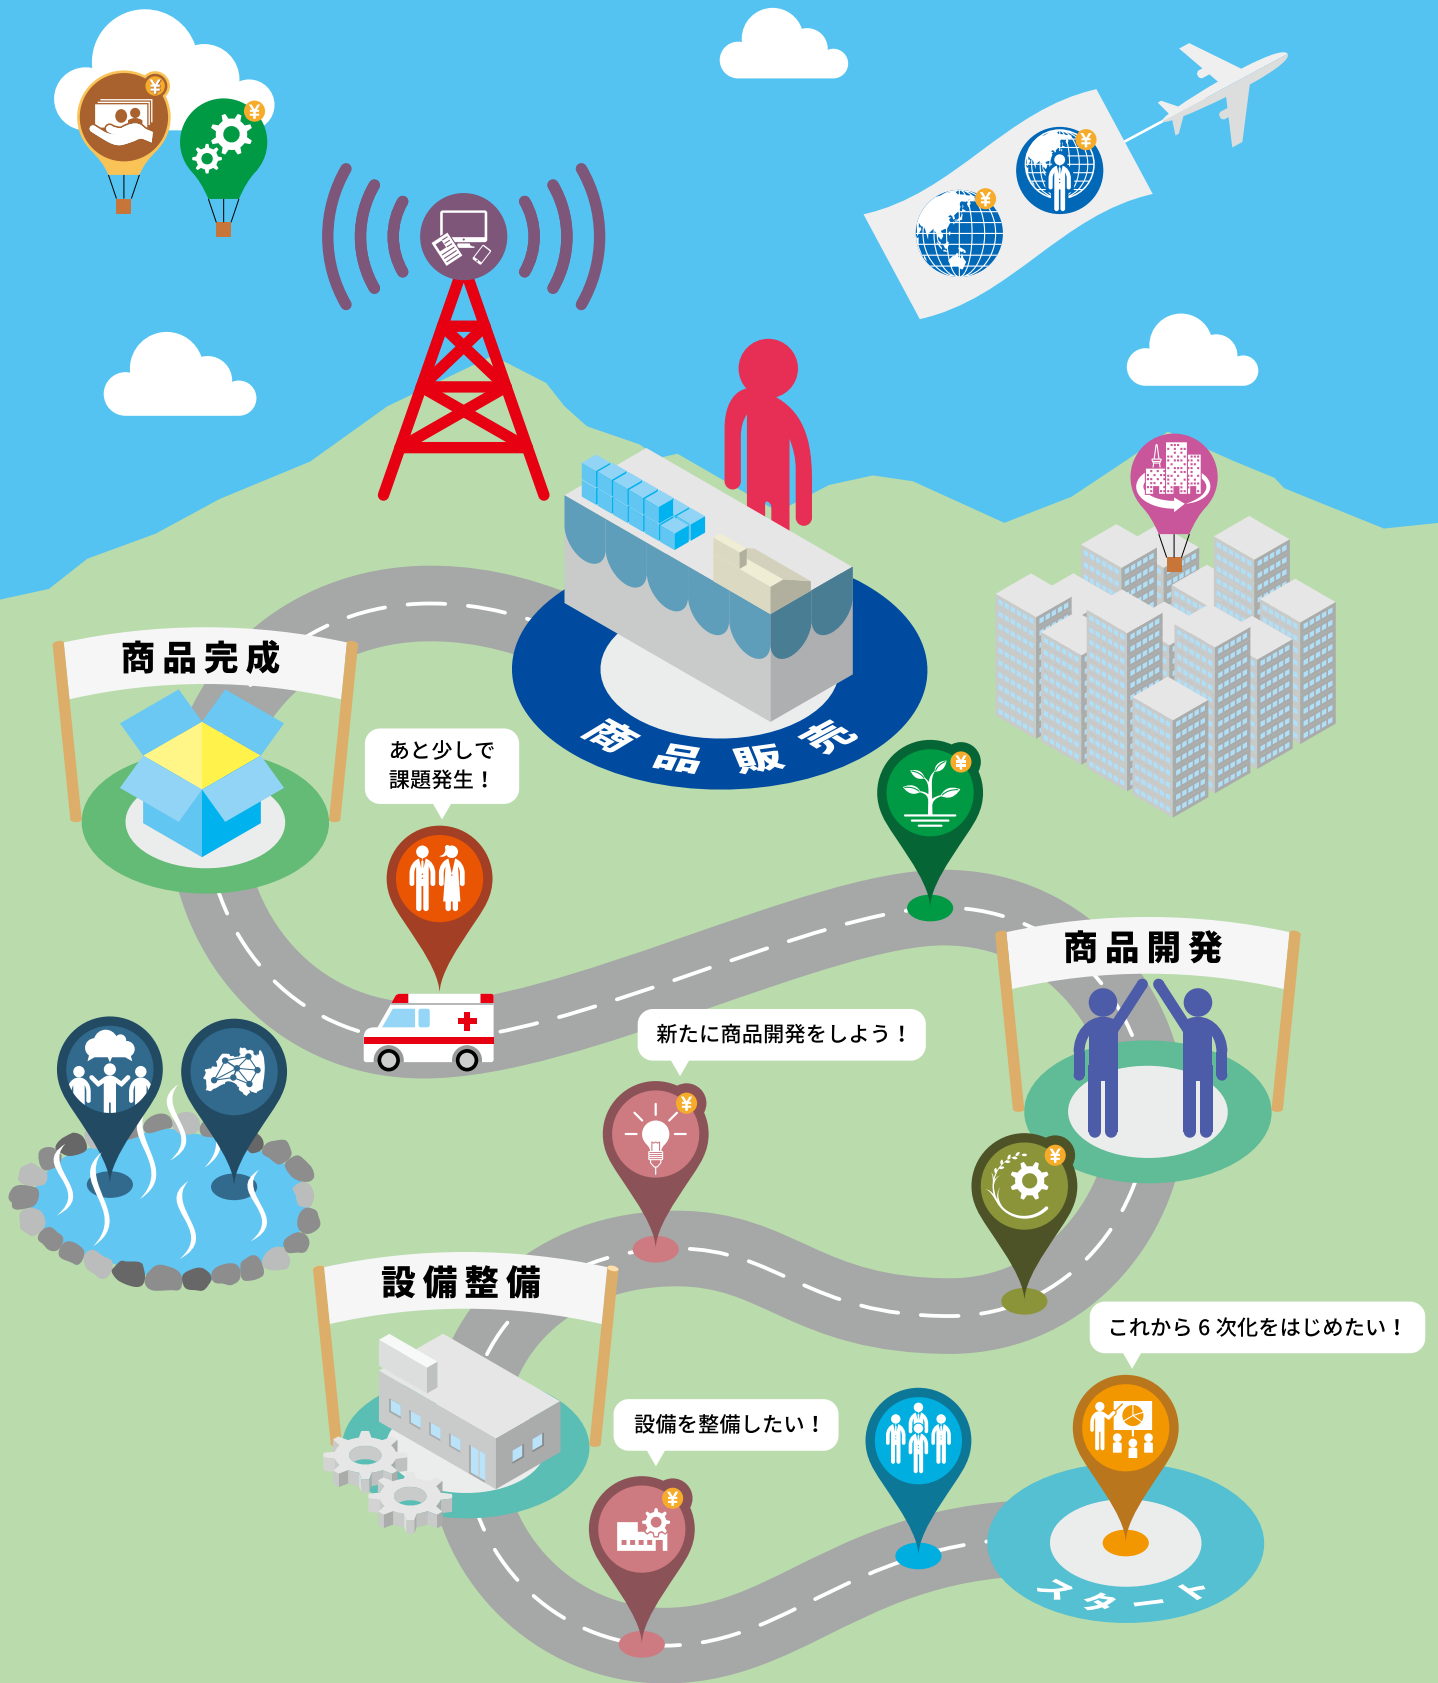 ¥
¥
¥
¥
商品完成
あと少しで
課題発生！
商品販売
¥
商品開発
新たに商品開発をしよう！
¥
¥
設備整備
これから６次化をはじめたい！
設備を整備したい！
¥
スタート